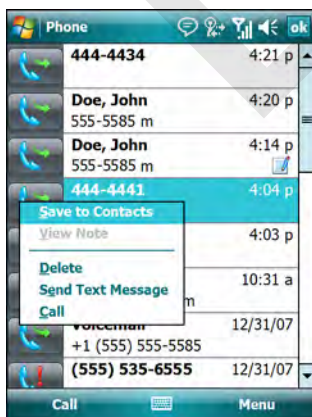 Phone
ok
444-4434 4:21 p
Doe, John 4:20 p
555-5585 m
Doe, John 4:14 p
555-5585 m
444-4441 4:04 p
Save to Contacts
View Note 4:03 p
Delete
10:31 a
Send Text Message
m
Call
Voicemail 12/31/07
+1 (555) 555-5585
(555) 535-6555 12/31/07
Call Menu